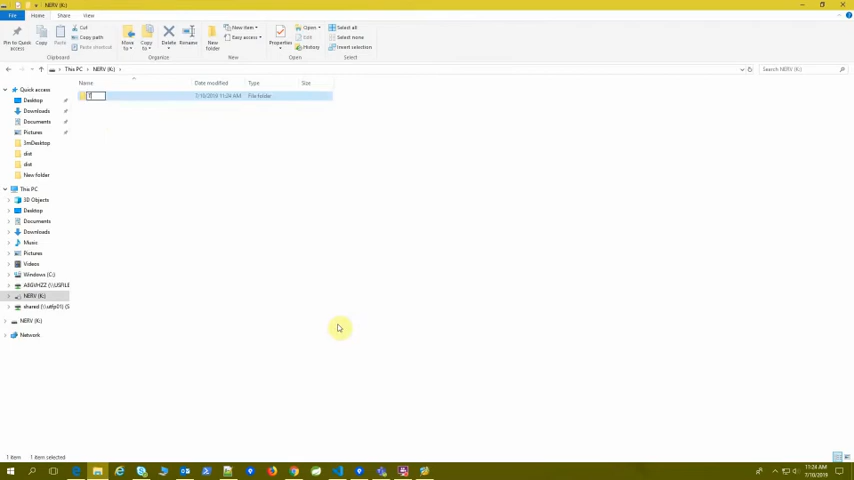 NERV (K:)
File Home Share View
Pin to Quick access Copy Paste Cut Copy path Paste shortcut Move to Copy to Delete Rename New folder New item Easy access Properties Open Edit History Select all Select none Invert selection
Clipboard Organize New Open Select
This PC > NERV (K:) > Search NERV (K:)
Name Date modified Type Size
Quick access
T 7/10/2019 11:24 AM File folder
Desktop
Downloads
Documents
Pictures
3mDesktop
dist
dist
New folder
This PC
3D Objects
Desktop
Documents
Downloads
Music
Pictures
Videos
Windows (C:)
NERV (K:)
NERV (K:)
Network
1 item 1 item selected
11:24 AM
7/10/2019